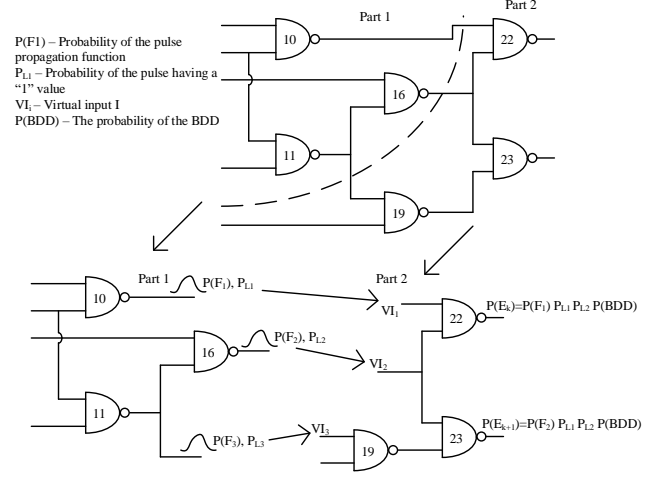 Part 1
Part 2
P(F1) – Probability of the pulse
propagation function
PL1 – Probability of the pulse having a
“1” value
VIi – Virtual input I
P(BDD) – The probability of the BDD
10
22
16
11
23
19
Part 1
P(F1), PL1
Part 2
10
VI1
22
P(Ek)=P(F1) PL1 PL2 P(BDD)
16
P(F2), PL2
VI2
11
P(F3), PL3
VI3
19
23
P(Ek+1)=P(F2) PL1 PL2 P(BDD)